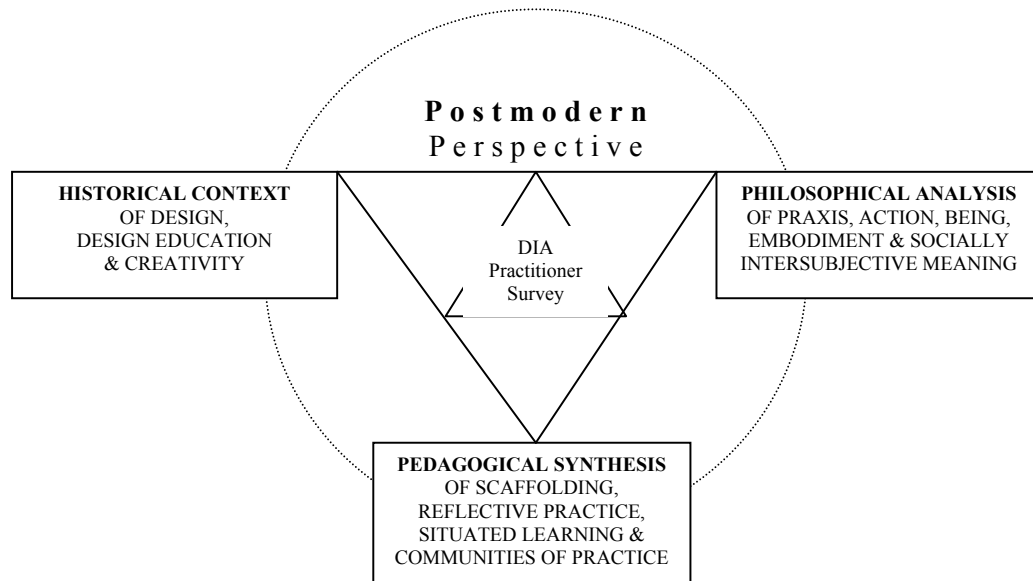 Postmodern
Perspective
HISTORICAL CONTEXT
OF DESIGN,
DESIGN EDUCATION
& CREATIVITY
DIA
Practitioner
Survey
PHILOSOPHICAL ANALYSIS
OF PRAXIS, ACTION, BEING,
EMBODIMENT & SOCIALLY
INTERSUBJECTIVE MEANING
PEDAGOGICAL SYNTHESIS
OF SCAFFOLDING,
REFLECTIVE PRACTICE,
SITUATED LEARNING &
COMMUNITIES OF PRACTICE